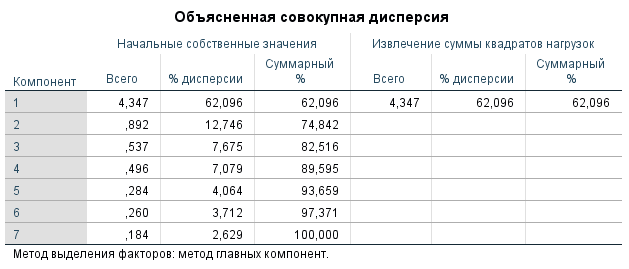 Объясненная совокупная дисперсия
Начальные собственные значения Извлечение суммы квадратов нагрузок
Компонент Всего % дисперсии Суммарный % Всего % дисперсии Суммарный %
1 4,347 62,096 62,096 4,347 62,096 62,096
2 ,892 12,746 74,842
3 ,537 7,675 82,516
4 ,496 7,079 89,595
5 ,284 4,064 93,659
6 ,260 3,712 97,371
7 ,184 2,629 100,000
Метод выделения факторов: метод главных компонент.